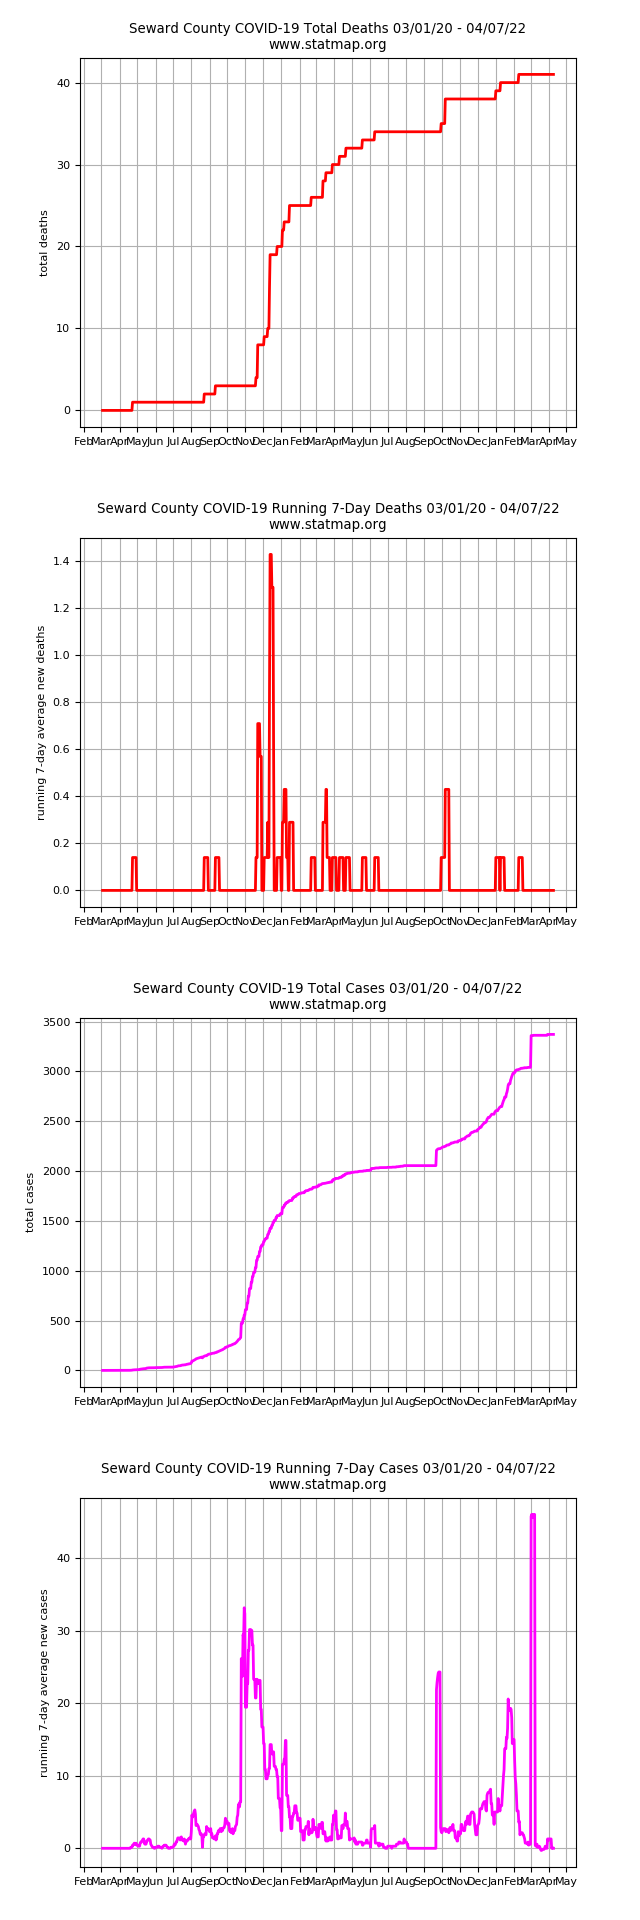 Seward County COVID-19 Total Deaths 03/01/20 - 04/07/22
www.statmap.org
40
30
20
10
0
total deaths
Feb Mar Apr May Jun Jul Aug Sep Oct Nov Dec Jan Feb Mar Apr May Jun Jul Aug Sep Oct Nov Dec Jan Feb Mar Apr May
Seward County COVID-19 Running 7-Day Deaths 03/01/20 - 04/07/22
www.statmap.org
1.4
1.2
1.0
0.8
0.6
0.4
0.2
0.0
running 7-day average new deaths
Feb Mar Apr May Jun Jul Aug Sep Oct Nov Dec Jan Feb Mar Apr May Jun Jul Aug Sep Oct Nov Dec Jan Feb Mar Apr May
Seward County COVID-19 Total Cases 03/01/20 - 04/07/22
www.statmap.org
3500
3000
2500
2000
1500
1000
500
0
total cases
Feb Mar Apr May Jun Jul Aug Sep Oct Nov Dec Jan Feb Mar Apr May Jun Jul Aug Sep Oct Nov Dec Jan Feb Mar Apr May
Seward County COVID-19 Running 7-Day Cases 03/01/20 - 04/07/22
www.statmap.org
40
30
20
10
0
running 7-day average new cases
Feb Mar Apr May Jun Jul Aug Sep Oct Nov Dec Jan Feb Mar Apr May Jun Jul Aug Sep Oct Nov Dec Jan Feb Mar Apr May